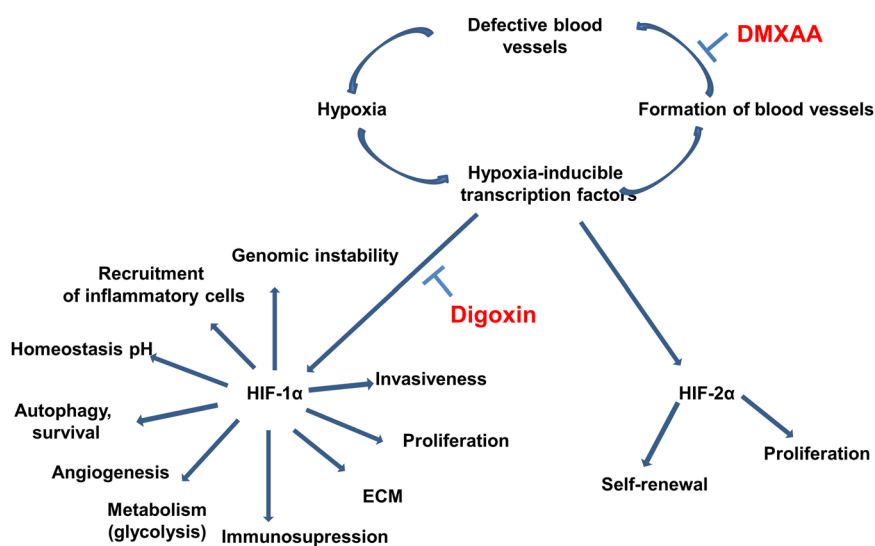 Defective blood
vessels
DMXAA
Hypoxia
Formation of blood vessels
Hypoxia-inducible
transcription factors
Genomic instability
Recruitment
of inflammatory cells
Digoxin
Homeostasis pH
Invasiveness
HIF-1α
HIF-2α
Autophagy,
survival
Proliferation
Proliferation
Angiogenesis
Self-renewal
ECM
Metabolism
(glycolysis)
Immunosupression